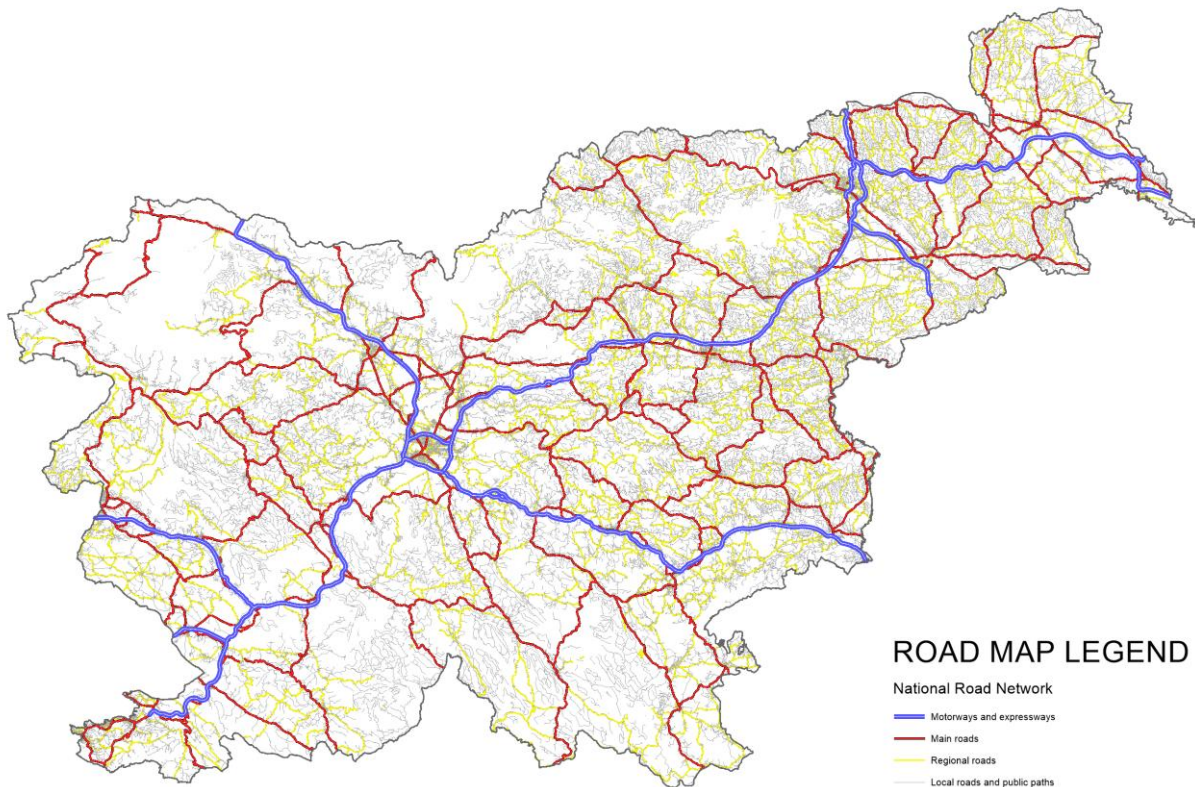 ROAD MAP LEGEND
National Road Network
Motorways and expressways
Main roads
Regional roads
Local roads and public paths